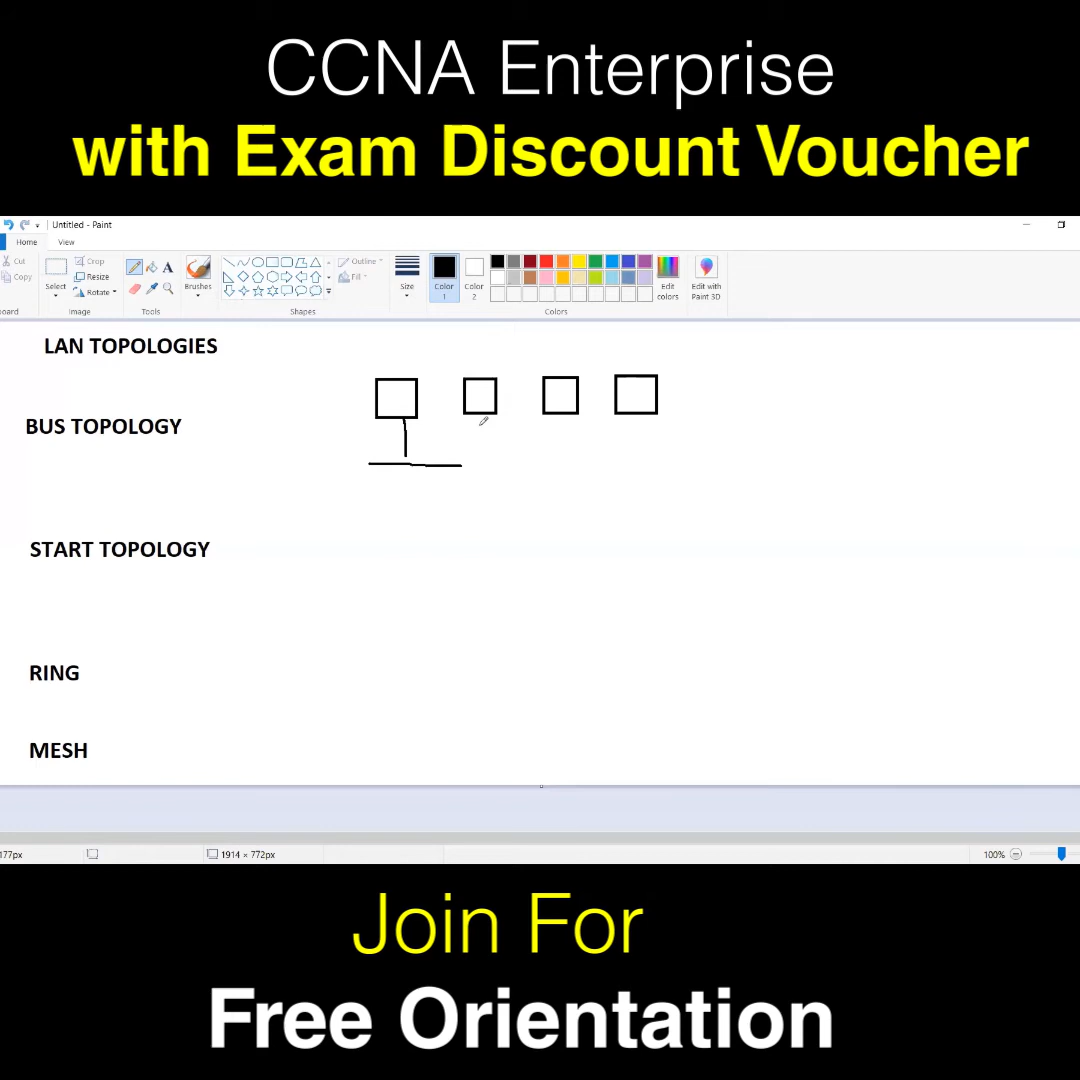 CCNA Enterprise
with Exam Discount Voucher
Untitled - Paint
Home View
Cut
Copy
Crop
Resize
Rotate
Select
Brushes
Outline
Fill
Size
Color
1
Color
2
Edit
colors
Edit with
Paint 3D
oard
Image
Tools
Shapes
Colors
LAN TOPOLOGIES
BUS TOPOLOGY
START TOPOLOGY
RING
MESH
177px
1914 × 772px
100%
Join For
Free Orientation